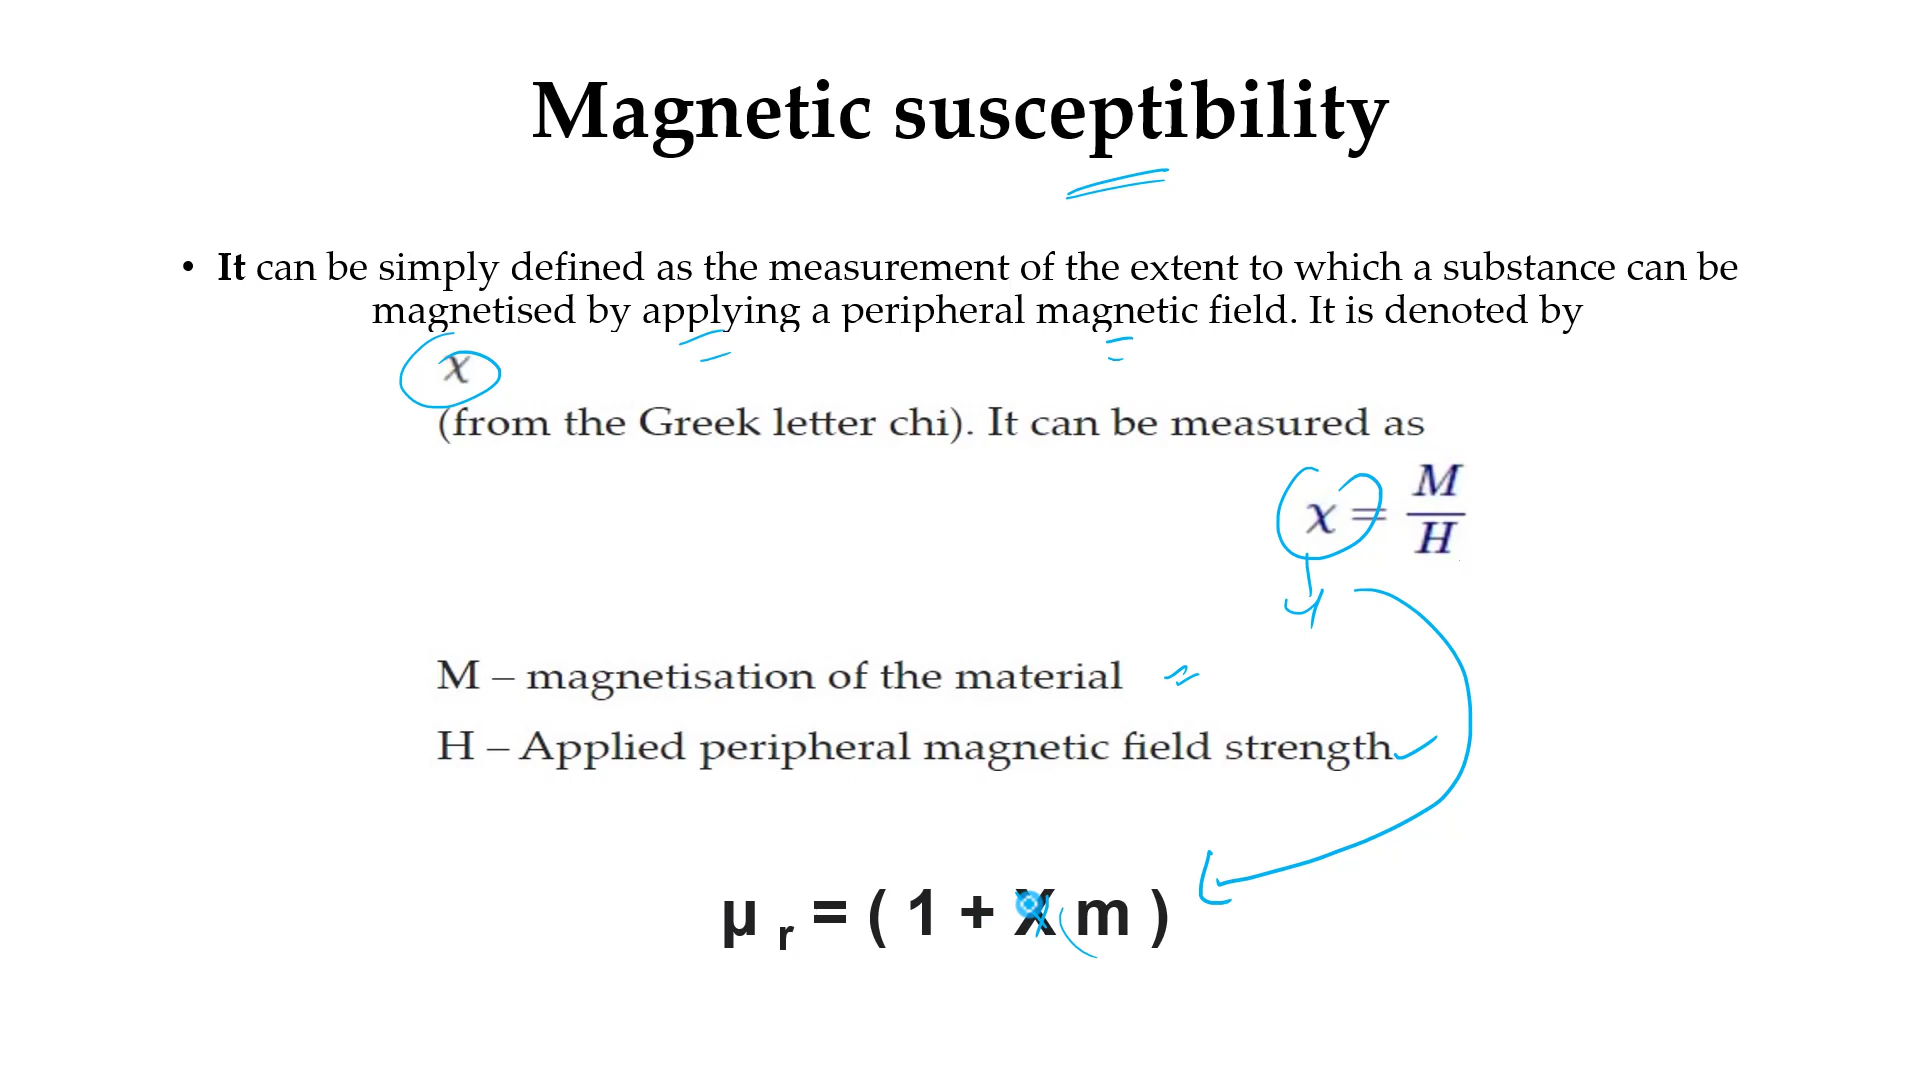 Magnetic susceptibility
• It can be simply defined as the measurement of the extent to which a substance can be
magnetised by applying a peripheral magnetic field. It is denoted by
χ
(from the Greek letter chi). It can be measured as
χ = M/H
M – magnetisation of the material
H – Applied peripheral magnetic field strength
μ r = ( 1 + X m )